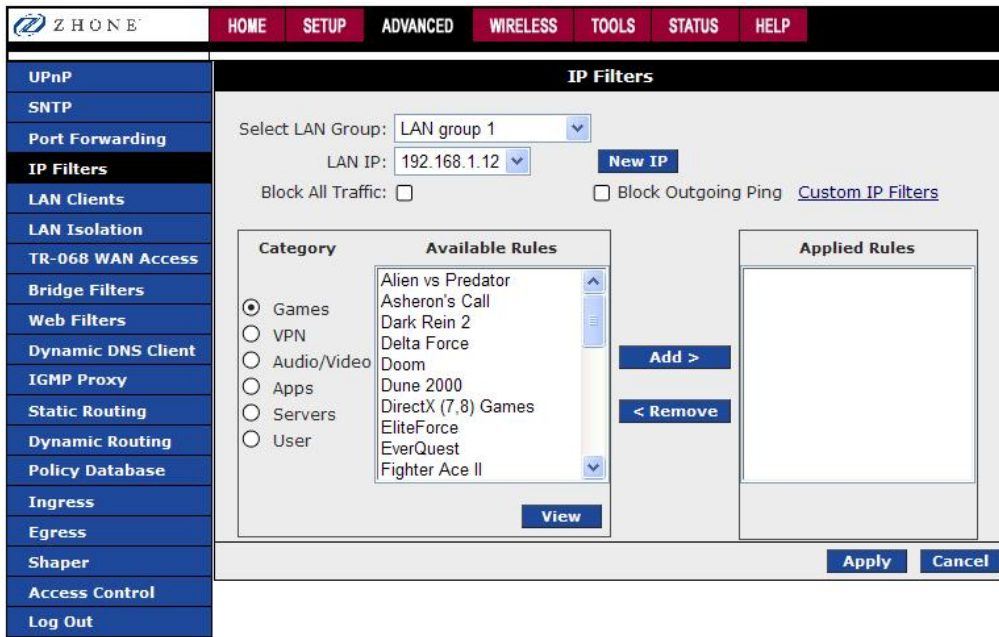 ZHONE
HOME SETUP ADVANCED WIRELESS TOOLS STATUS HELP
UPnP
SNTP
Port Forwarding
IP Filters
LAN Clients
LAN Isolation
TR-068 WAN Access
Bridge Filters
Web Filters
Dynamic DNS Client
IGMP Proxy
Static Routing
Dynamic Routing
Policy Database
Ingress
Egress
Shaper
Access Control
Log Out
IP Filters
Select LAN Group: LAN group 1
LAN IP: 192.168.1.12 New IP
Block All Traffic: Block Outgoing Ping Custom IP Filters
Category
Games
VPN
Audio/Video
Apps
Servers
User
Available Rules
Alien vs Predator
Asheron's Call
Dark Rein 2
Delta Force
Doom
Dune 2000
DirectX (7,8) Games
EliteForce
EverQuest
Fighter Ace II
View
Add >
< Remove
Applied Rules
Apply Cancel